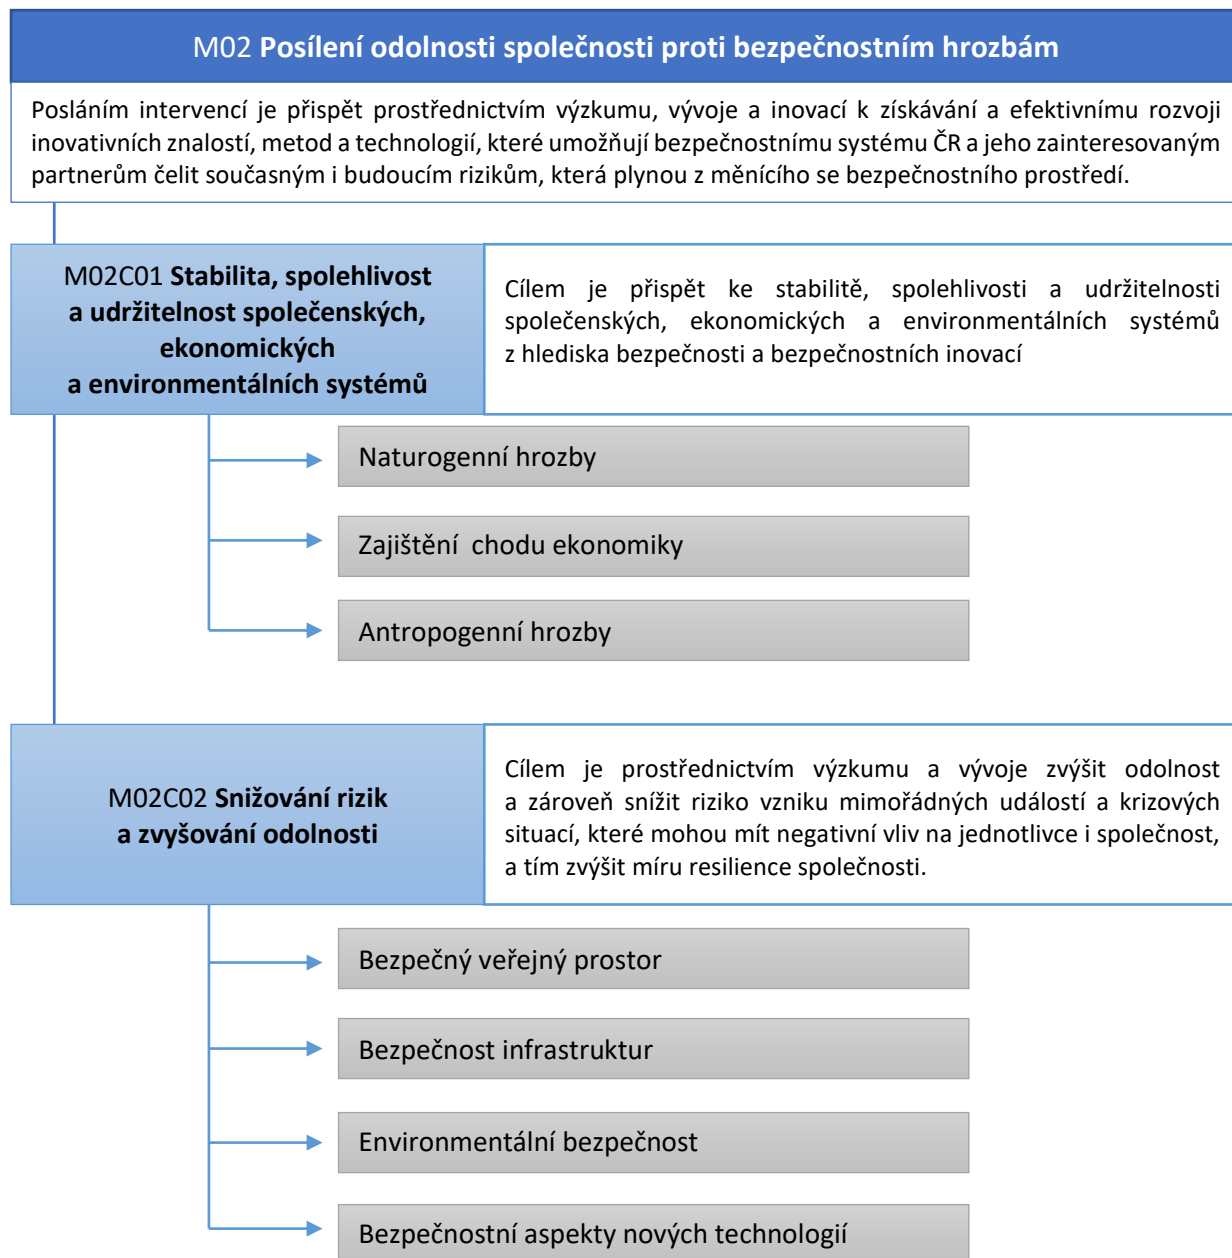 M02 Posílení odolnosti společnosti proti bezpečnostním hrozbám
Posláním intervencí je přispět prostřednictvím výzkumu, vývoje a inovací k získávání a efektivnímu rozvoji
inovativních znalostí, metod a technologií, které umožňují bezpečnostnímu systému ČR a jeho zainteresovaným
partnerům čelit současným i budoucím rizikům, která plynou z měnícího se bezpečnostního prostředí.
M02C01 Stabilita, spolehlivost
a udržitelnost společenských,
ekonomických
a environmentálních systémů
Cílem je přispět ke stabilitě, spolehlivosti a udržitelnosti
společenských, ekonomických a environmentálních systémů
z hlediska bezpečnosti a bezpečnostních inovací
Naturogenní hrozby
Zajištění chodu ekonomiky
Antropogenní hrozby
M02C02 Snižování rizik
a zvyšování odolnosti
Cílem je prostřednictvím výzkumu a vývoje zvýšit odolnost
a zároveň snížit riziko vzniku mimořádných událostí a krizových
situací, které mohou mít negativní vliv na jednotlivce i společnost,
a tím zvýšit míru resilience společnosti.
Bezpečný veřejný prostor
Bezpečnost infrastruktur
Environmentální bezpečnost
Bezpečnostní aspekty nových technologií